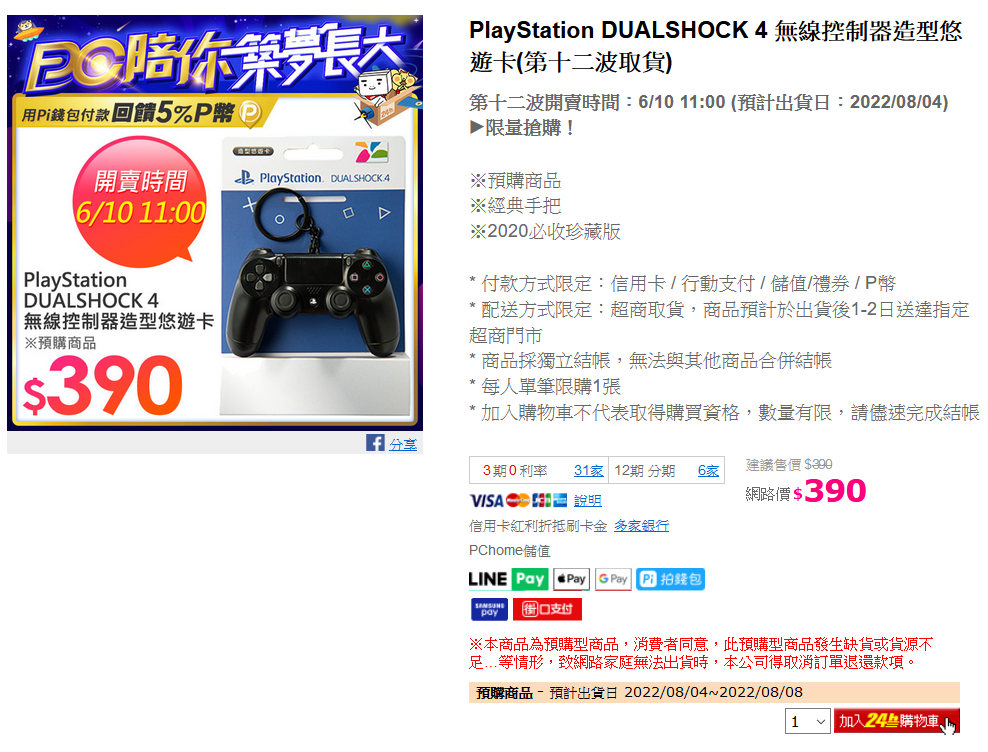 PC陪你築夢長大
用Pi錢包付款 回饋5%P幣 P
開賣時間
6/10 11:00
造型悠遊卡
PlayStation DUALSHOCK 4
PlayStation
DUALSHOCK 4
無線控制器造型悠遊卡
※預購商品
$390
分享
PlayStation DUALSHOCK 4 無線控制器造型悠
遊卡(第十二波取貨)
第十二波開賣時間：6/10 11:00 (預計出貨日：2022/08/04)
▶限量搶購！
※預購商品
※經典手把
※2020必收珍藏版
* 付款方式限定：信用卡 / 行動支付 / 儲值/禮券 / P幣
* 配送方式限定：超商取貨，商品預計於出貨後1-2日送達指定
超商門市
* 商品採獨立結帳，無法與其他商品合併結帳
* 每人單筆限購1張
* 加入購物車不代表取得購買資格，數量有限，請儘速完成結帳
3期0利率 31家 12期 分期 6家
建議售價 $390
網路價 $390
VISA JCB 說明
信用卡紅利折抵刷卡金 多家銀行
PChome儲值
LINE Pay Pay G Pay Pi 拍錢包
SAMSUNG pay 街口支付
※本商品為預購型商品，消費者同意，此預購型商品發生缺貨或貨源不
足...等情形，致網路家庭無法出貨時，本公司得取消訂單退還款項。
預購商品 - 預計出貨日 2022/08/04~2022/08/08
1 加入24h購物車